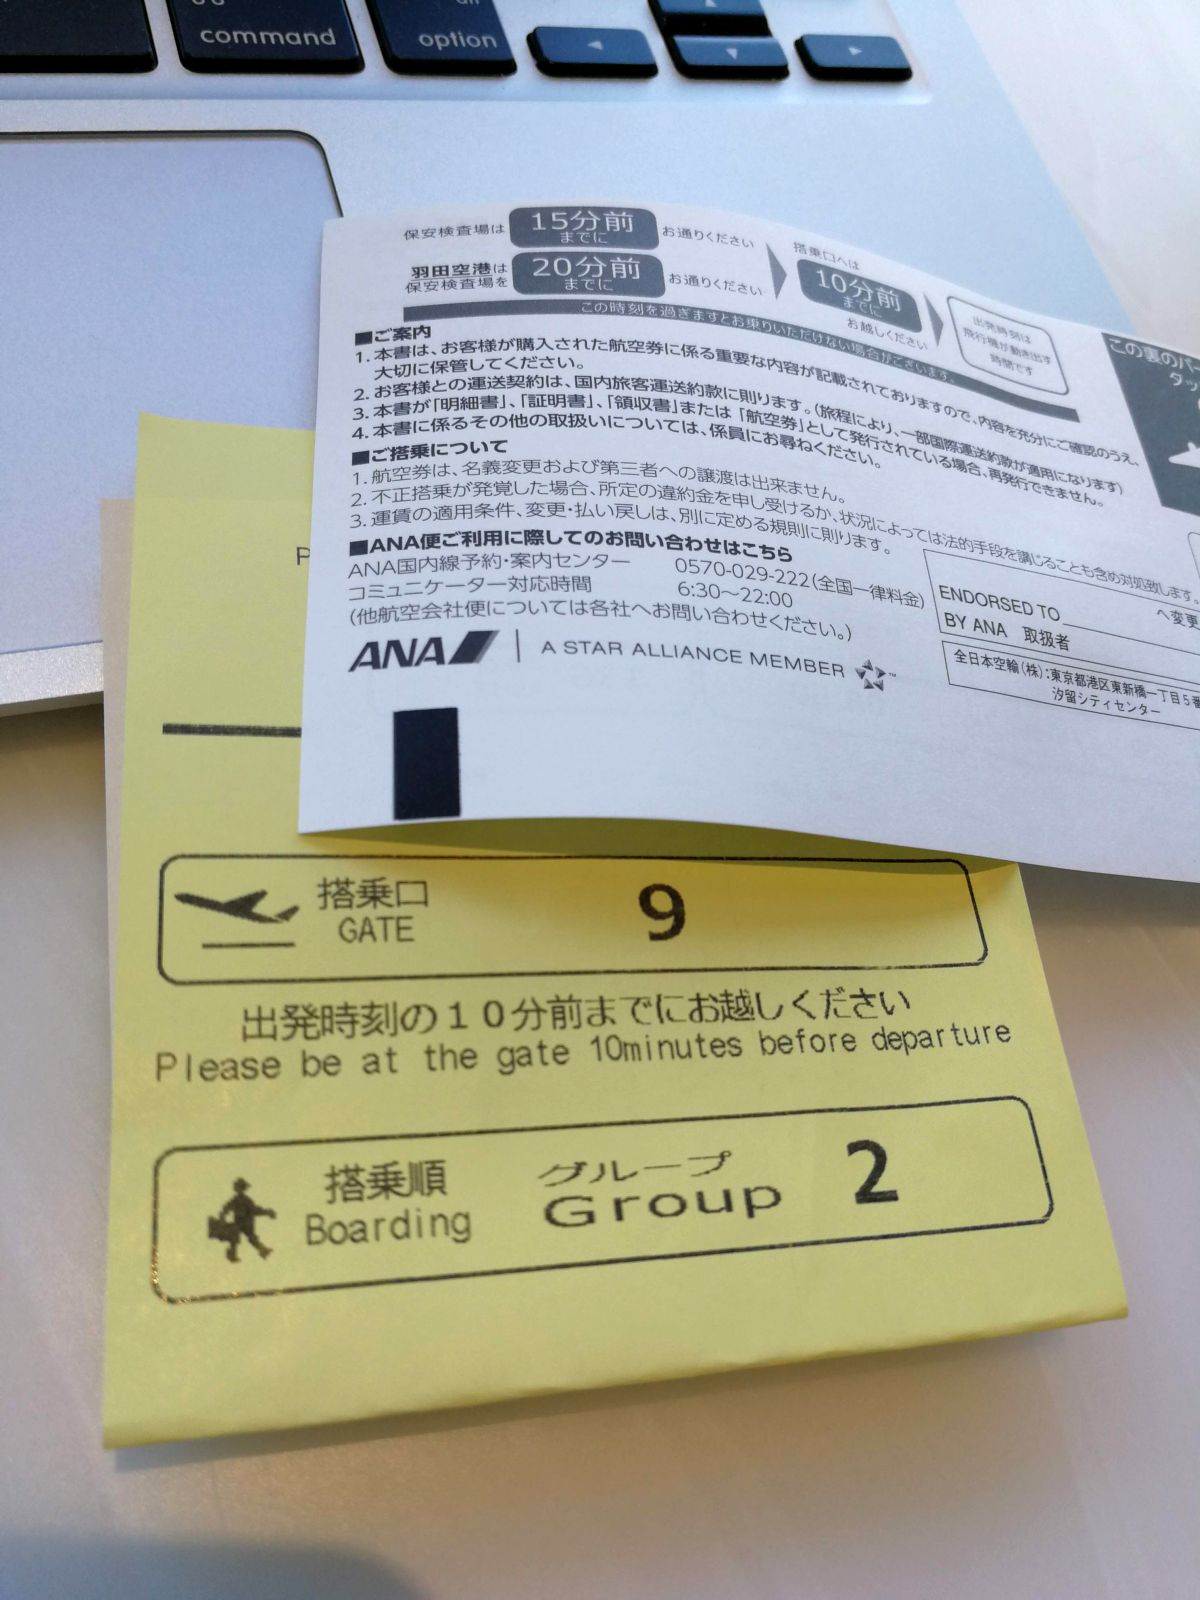 command
option
保安検査場は 15分前 までに お通りください
羽田空港は 保安検査場を 20分前 までに お通りください
搭乗口へは 10分前 までに お越しください
出発時刻は
飛行機が動き出す
時間です
この時刻を過ぎますとお乗りいただけない場合がございます。
■ご案内
1. 本書は、お客様が購入された航空券に係る重要な内容が記載されておりますので、内容を充分にご確認のうえ、
大切に保管してください。
2. お客様との運送契約は、国内旅客運送約款に則ります。(旅程により、一部国際運送約款が適用になります)
3. 本書が「明細書」、「証明書」、「領収書」または「航空券」として発行されている場合、再発行できません。
4. 本書に係るその他の取扱いについては、係員にお尋ねください。
■ご搭乗について
1. 航空券は、名義変更および第三者への譲渡は出来ません。
2. 不正搭乗が発覚した場合、所定の違約金を申し受けるか、状況によっては法的手段を講じることも含め対処致します。
3. 運賃の適用条件、変更・払い戻しは、別に定める規則に則ります。
■ANA便ご利用に際してのお問い合わせはこちら
ANA国内線予約・案内センター 0570-029-222(全国一律料金)
コミュニケーター対応時間 6:30〜22:00
(他航空会社便については各社へお問い合わせください。)
ANA A STAR ALLIANCE MEMBER
この裏の
ENDORSED TO へ変更
BY ANA 取扱者
全日本空輸(株):東京都港区東新橋一丁目5番
汐留シティセンター
P
搭乗口
GATE 9
出発時刻の10分前までにお越しください
Please be at the gate 10minutes before departure
搭乗順 グループ
Boarding Group 2